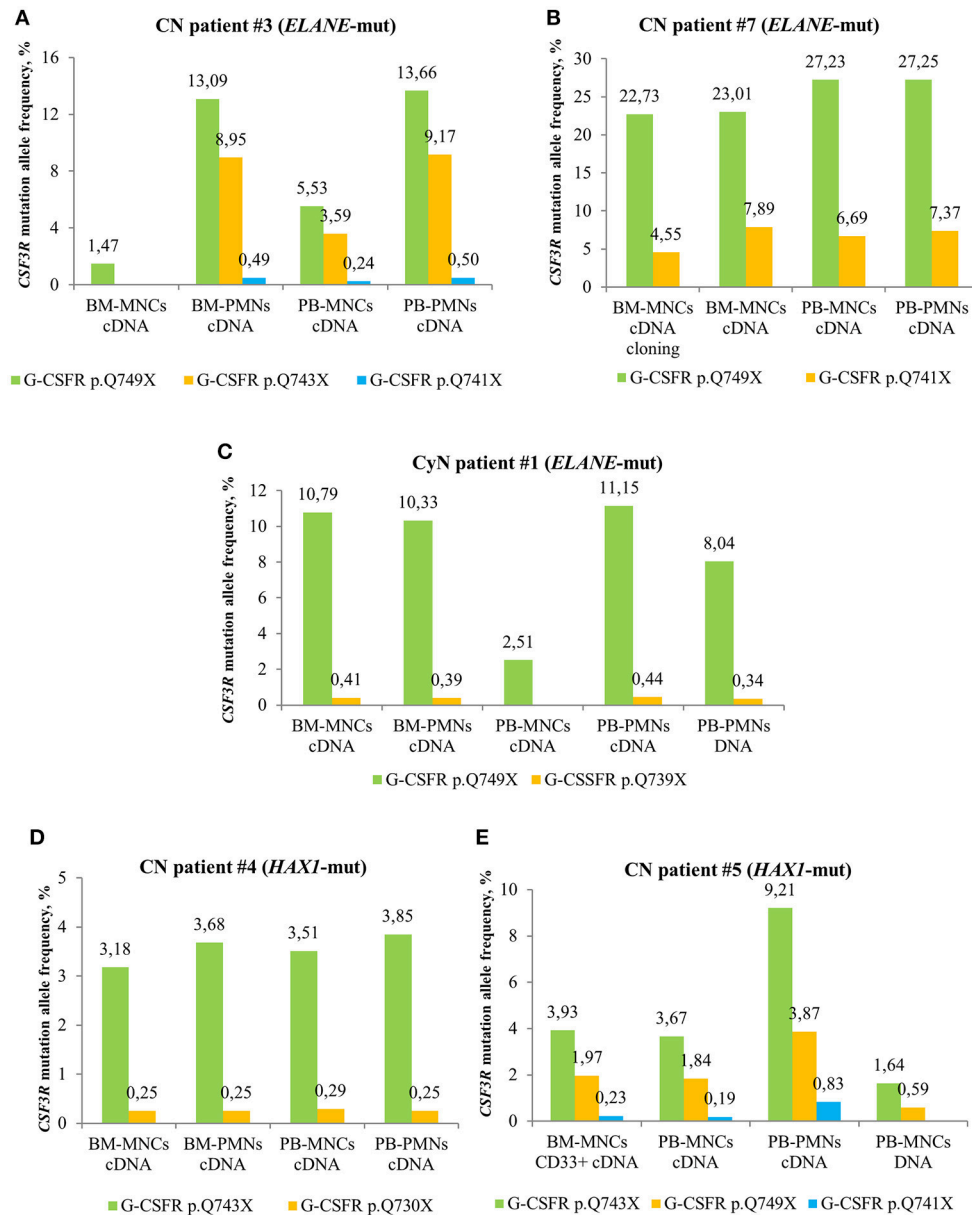 A
CN patient #3 (ELANE-mut)
CSF3R mutation allele frequency, %
16
12
8
4
0
1,47
13,09
8,95
0,49
5,53
3,59
0,24
13,66
9,17
0,50
BM-MNCs cDNA
BM-PMNs cDNA
PB-MNCs cDNA
PB-PMNs cDNA
G-CSFR p.Q749X G-CSFR p.Q743X G-CSFR p.Q741X
B
CN patient #7 (ELANE-mut)
CSF3R mutation allele frequency, %
30
25
20
15
10
5
0
22,73
4,55
23,01
7,89
27,23
6,69
27,25
7,37
BM-MNCs cDNA cloning
BM-MNCs cDNA
PB-MNCs cDNA
PB-PMNs cDNA
G-CSFR p.Q749X G-CSFR p.Q741X
C
CyN patient #1 (ELANE-mut)
CSF3R mutation allele frequency, %
12
10
8
6
4
2
0
10,79
0,41
10,33
0,39
2,51
11,15
0,44
8,04
0,34
BM-MNCs cDNA
BM-PMNs cDNA
PB-MNCs cDNA
PB-PMNs cDNA
PB-PMNs DNA
G-CSFR p.Q749X G-CSSFR p.Q739X
D
CN patient #4 (HAX1-mut)
CSF3R mutation allele frequency, %
5
4
3
2
1
0
3,18
0,25
3,68
0,25
3,51
0,29
3,85
0,25
BM-MNCs cDNA
BM-PMNs cDNA
PB-MNCs cDNA
PB-PMNs cDNA
G-CSFR p.Q743X G-CSFR p.Q730X
E
CN patient #5 (HAX1-mut)
CSF3R mutation allele frequency, %
10
8
6
4
2
0
3,93
1,97
0,23
3,67
1,84
0,19
9,21
3,87
0,83
1,64
0,59
BM-MNCs CD33+ cDNA
PB-MNCs cDNA
PB-PMNs cDNA
PB-MNCs DNA
G-CSFR p.Q743X G-CSFR p.Q749X G-CSFR p.Q741X